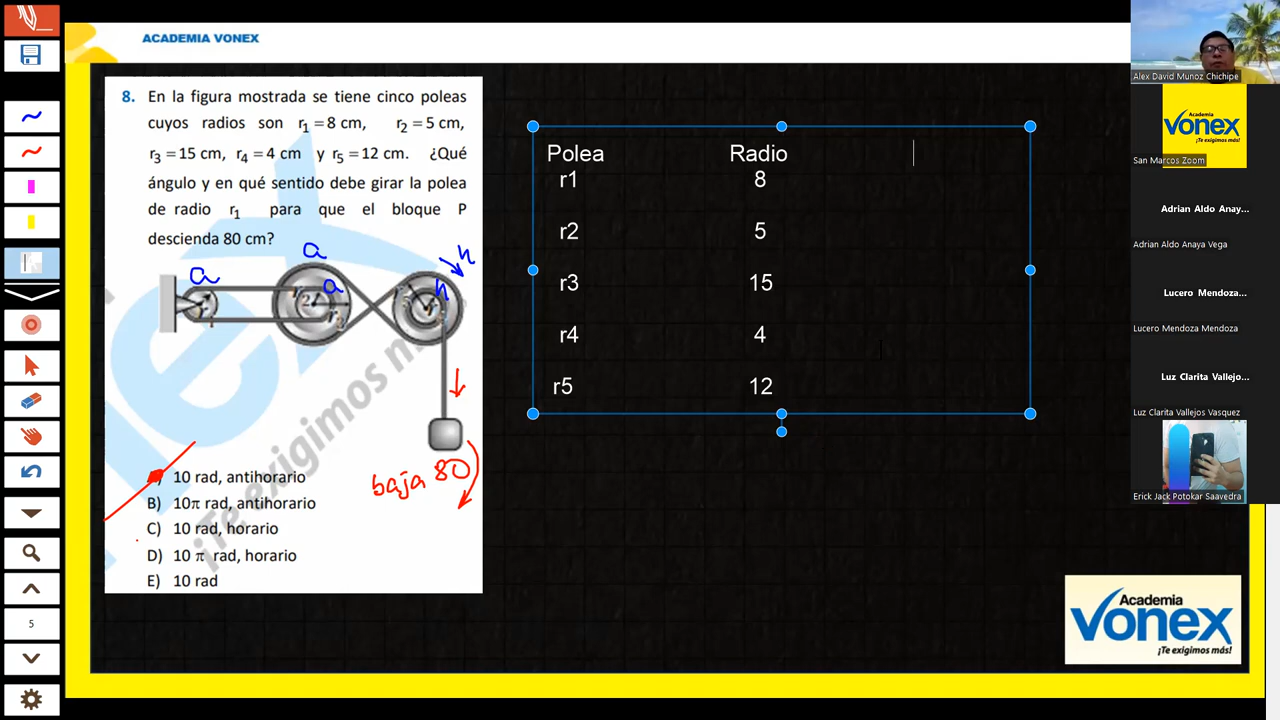 ACADEMIA VONEX
8. En la figura mostrada se tiene cinco poleas
cuyos radios son r1 = 8 cm, r2 = 5 cm,
r3 = 15 cm, r4 = 4 cm y r5 = 12 cm. ¿Qué
ángulo y en qué sentido debe girar la polea
de radio r1 para que el bloque P
descienda 80 cm?
a
a
a
h
h
baja 80
10 rad, antihorario
B) 10π rad, antihorario
C) 10 rad, horario
D) 10 π rad, horario
E) 10 rad
¡Te exigimos m
Polea Radio
r1 8
r2 5
r3 15
r4 4
r5 12
Alex David Munoz Chichipe
Academia
Vonex
¡Te exigimos más!
San Marcos Zoom
Adrian Aldo Anay...
Adrian Aldo Anaya Vega
Lucero Mendoza...
Lucero Mendoza Mendoza
Luz Clarita Vallejo...
Luz Clarita Vallejos Vasquez
Erick Jack Potokar Saavedra
5
Academia
Vonex
¡Te exigimos más!